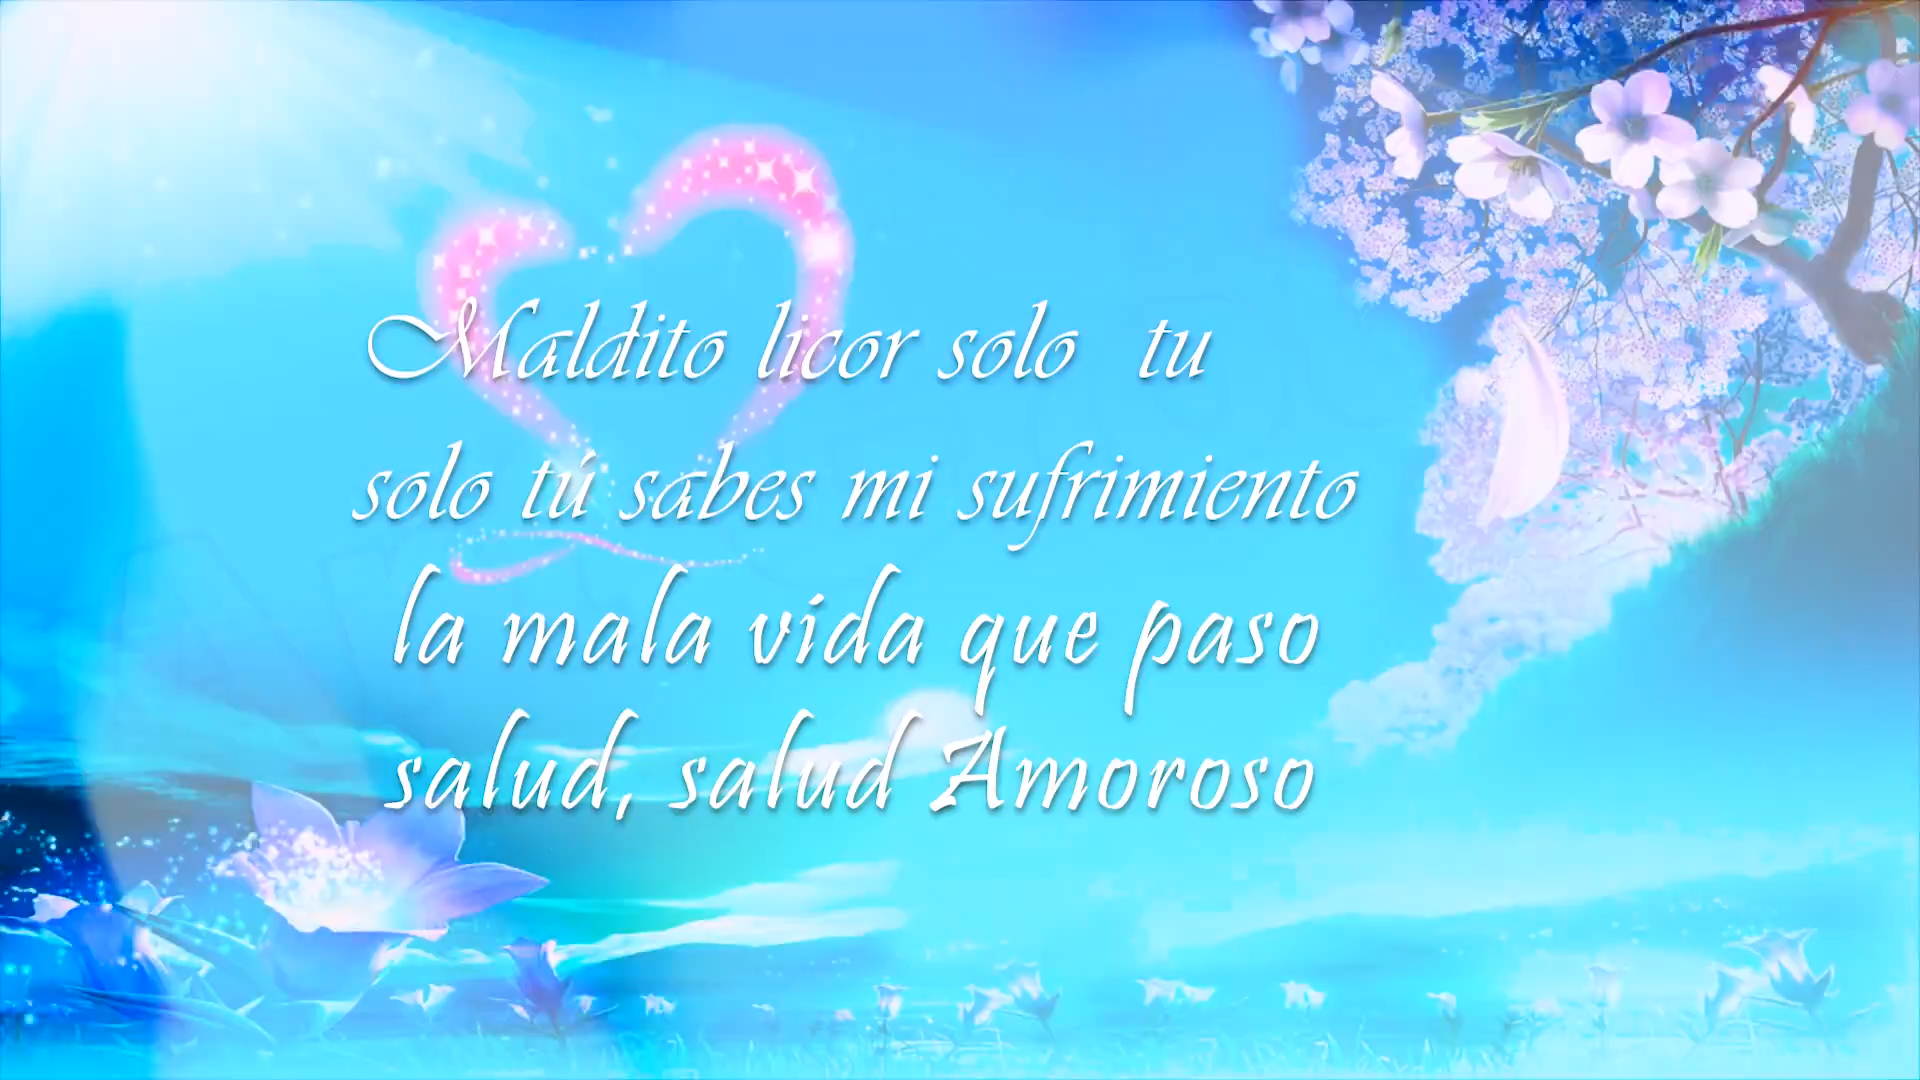 Maldito licor solo tu
solo tú sabes mi sufrimiento
la mala vida que paso
salud, salud Amoroso